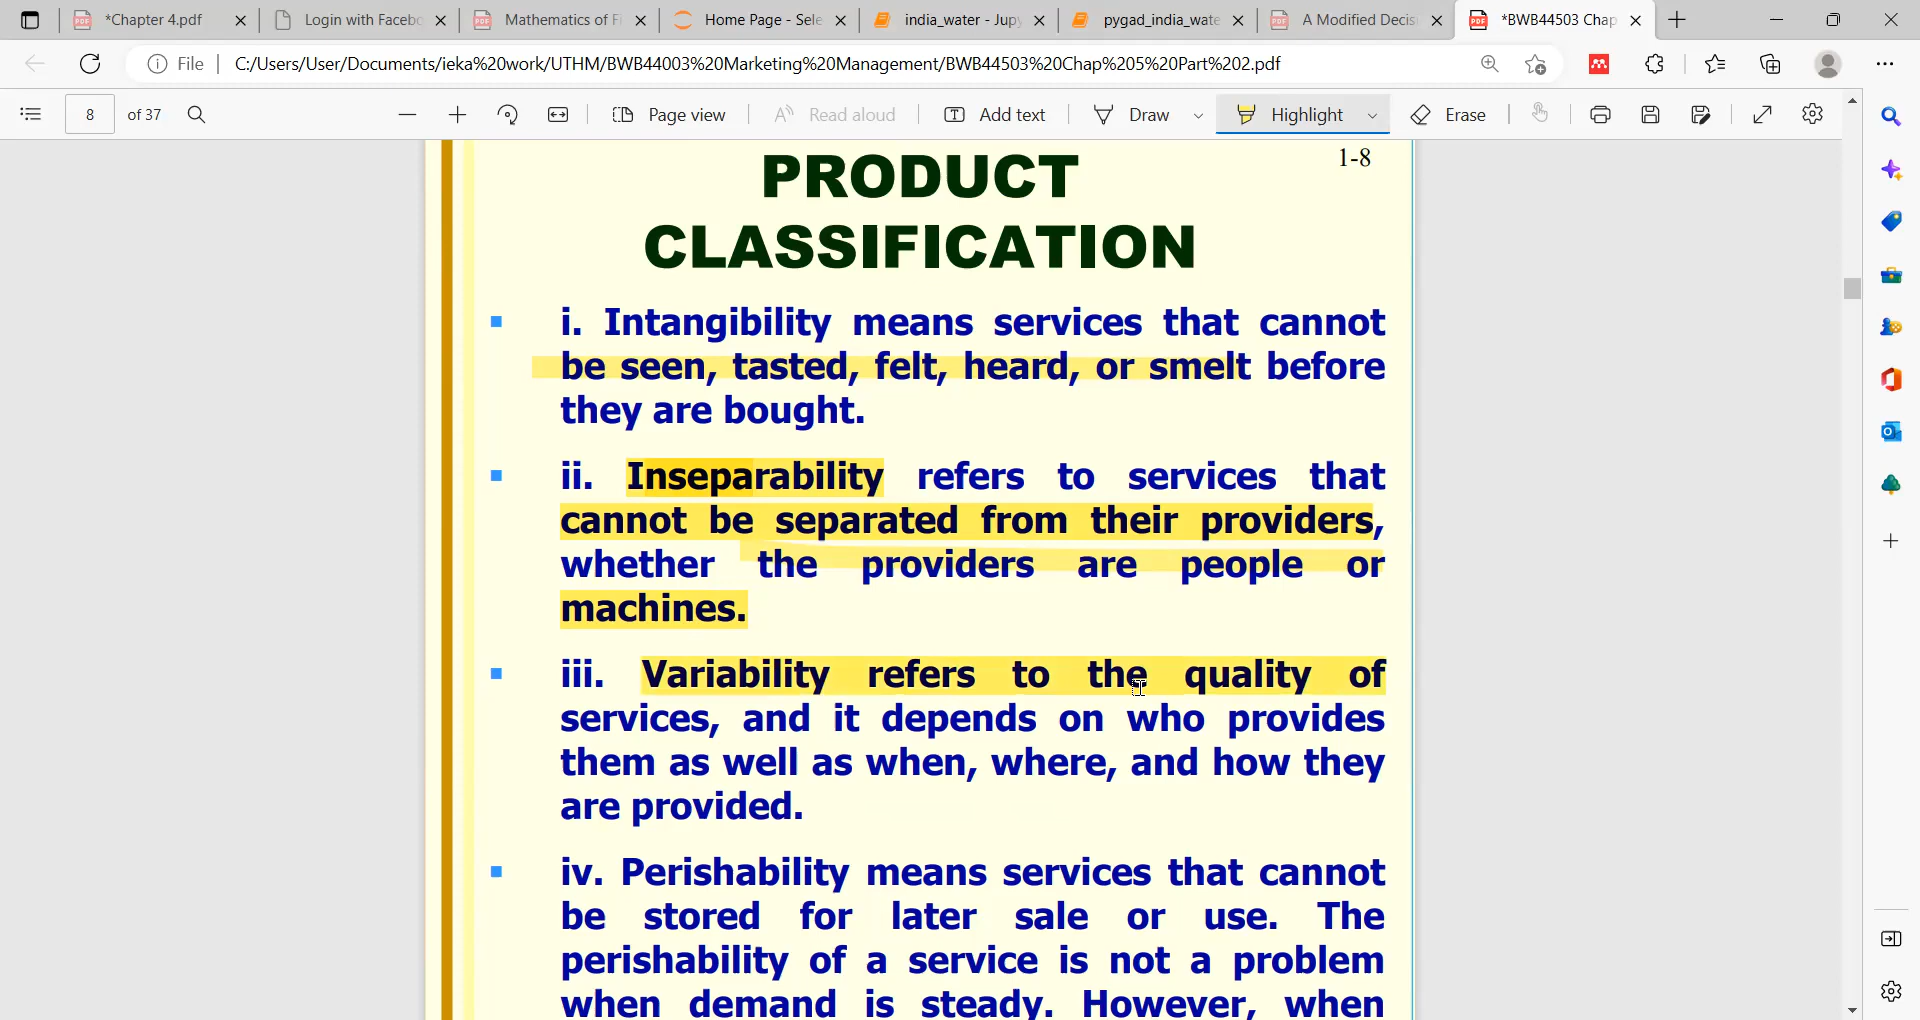 *Chapter 4.pdf
Login with Facebo
Mathematics of Fi
Home Page - Sele
india_water - Jupy
pygad_india_wate
A Modified Decisi
*BWB44503 Chap
File
C:/Users/User/Documents/ieka%20work/UTHM/BWB44003%20Marketing%20Management/BWB44503%20Chap%205%20Part%202.pdf
8 of 37
Page view
Read aloud
Add text
Draw
Highlight
Erase
1-8
PRODUCT
CLASSIFICATION
i. Intangibility means services that cannot
be seen, tasted, felt, heard, or smelt before
they are bought.
ii. Inseparability refers to services that
cannot be separated from their providers,
whether the providers are people or
machines.
iii. Variability refers to the quality of
services, and it depends on who provides
them as well as when, where, and how they
are provided.
iv. Perishability means services that cannot
be stored for later sale or use. The
perishability of a service is not a problem
when demand is steady. However, when